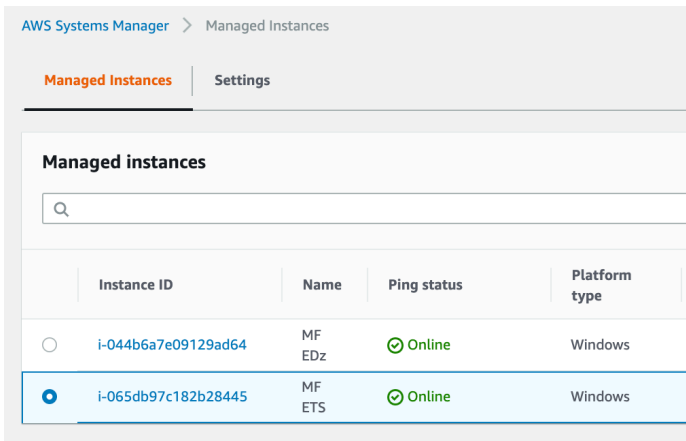 AWS Systems Manager > Managed Instances
Managed Instances Settings
Managed instances
Instance ID Name Ping status Platform type
i-044b6a7e09129ad64 MF EDz Online Windows
i-065db97c182b28445 MF ETS Online Windows